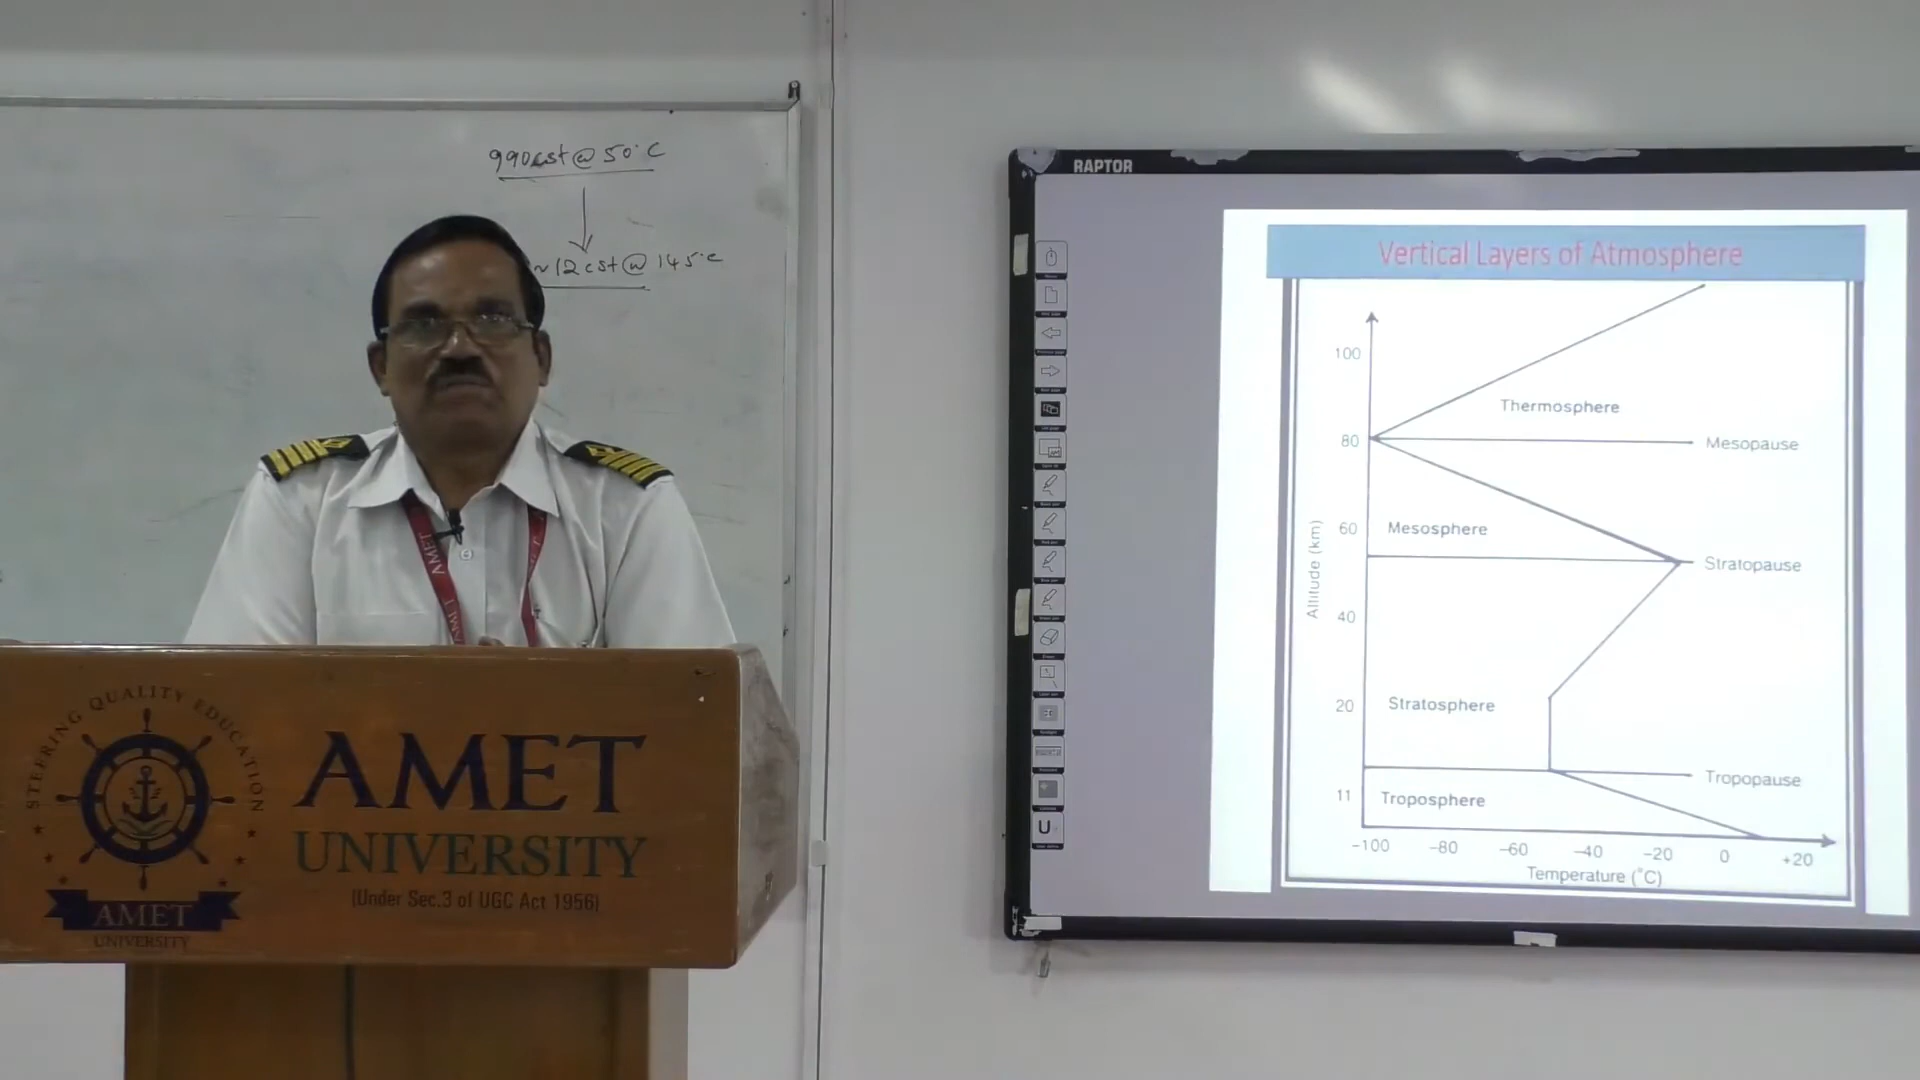 990cst @ 50°C
~12cst @ 145°C
RAPTOR
Vertical Layers of Atmosphere
100
Thermosphere
80
Mesopause
60
Mesosphere
Stratopause
Altitude (km)
40
20
Stratosphere
Tropopause
11
Troposphere
-100 -80 -60 -40 -20 0 +20
Temperature (°C)
AMET
STEERING QUALITY EDUCATION
AMET
UNIVERSITY
AMET
UNIVERSITY
(Under Sec.3 of UGC Act 1956)